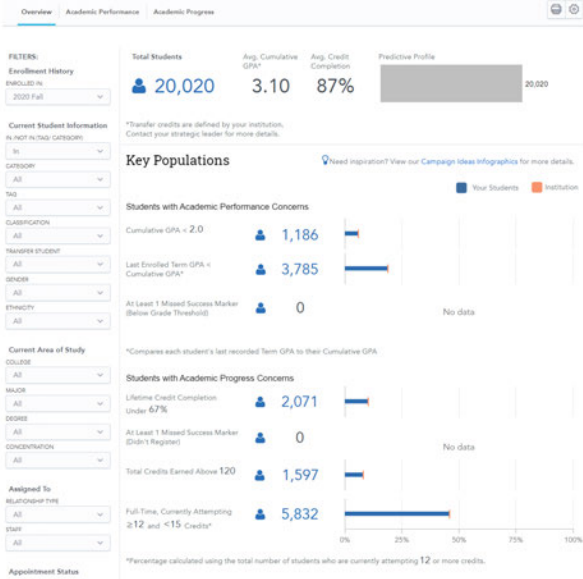 Overview Academic Performance Academic Progress
FILTERS:
Enrollment History
ENROLLED IN:
2020 Fall
Current Student Information
IN /NOT IN (TAG/ CATEGORY)
In
CATEGORY
All
TAG
All
CLASSIFICATION
All
TRANSFER STUDENT
All
GENDER
All
ETHNICITY
All
Current Area of Study
COLLEGE
All
MAJOR
All
DEGREE
All
CONCENTRATION
All
Assigned To
RELATIONSHIP TYPE
All
STAFF
All
Appointment Status
Total Students
20,020
Avg. Cumulative
GPA*
3.10
Avg. Credit
Completion
87%
Predictive Profile
20,020
*Transfer credits are defined by your institution.
Contact your strategic leader for more details.
Key Populations
Need inspiration? View our Campaign Ideas Infographics for more details.
Your Students Institution
Students with Academic Performance Concerns
Cumulative GPA < 2.0
1,186
Last Enrolled Term GPA <
Cumulative GPA*
3,785
At Least 1 Missed Success Marker
(Below Grade Threshold)
0
No data
*Compares each student's last recorded Term GPA to their Cumulative GPA
Students with Academic Progress Concerns
Lifetime Credit Completion
Under 67%
2,071
At Least 1 Missed Success Marker
(Didn't Register)
0
No data
Total Credits Earned Above 120
1,597
Full-Time, Currently Attempting
≥12 and <15 Credits*
5,832
0% 25% 50% 75% 100%
*Percentage calculated using the total number of students who are currently attempting 12 or more credits.